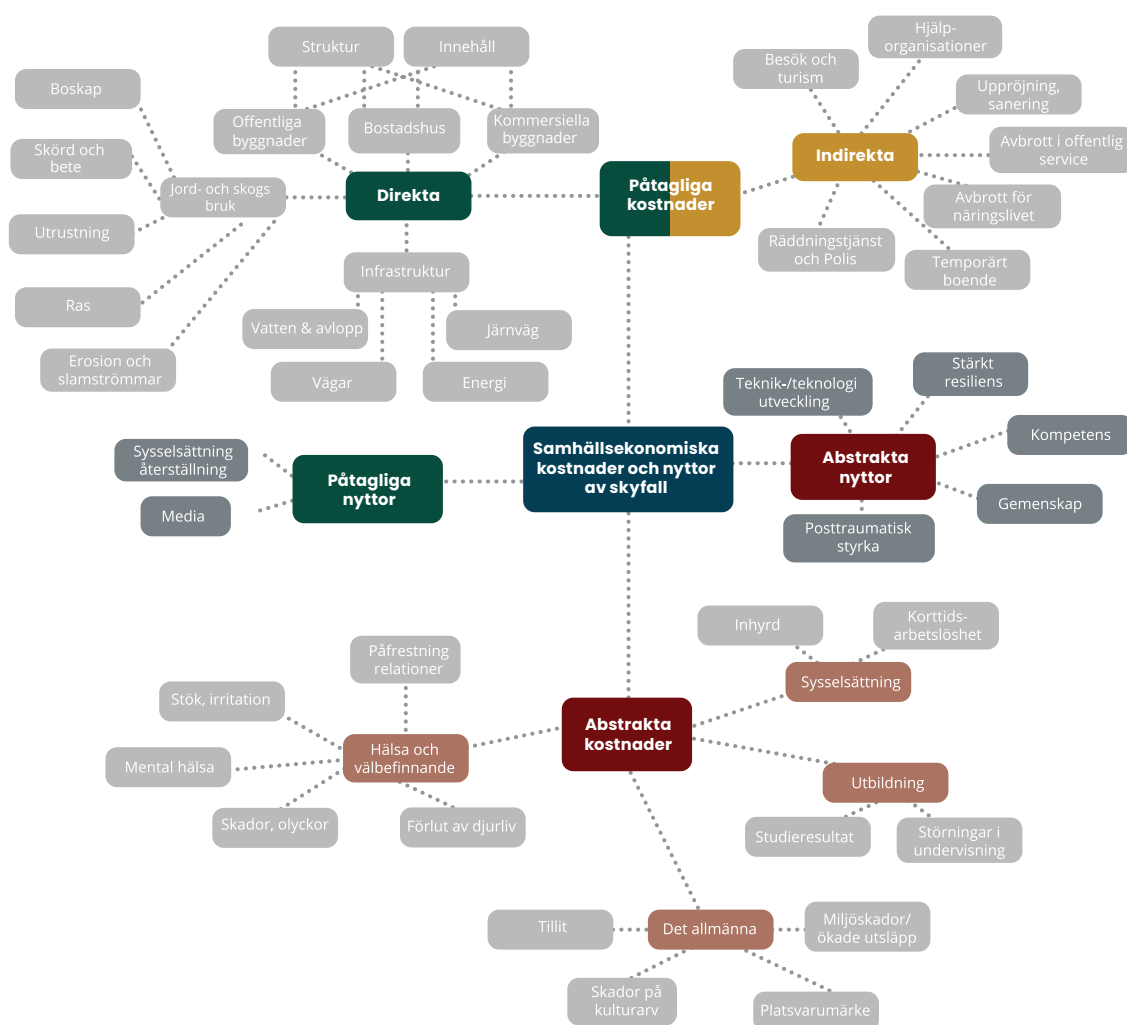 Struktur
Innehåll
Offentliga
byggnader
Bostadshus
Kommersiella
byggnader
Boskap
Skörd och
bete
Jord- och skogs
bruk
Utrustning
Ras
Erosion och
slamströmmar
Direkta
Infrastruktur
Vatten & avlopp
Järnväg
Vägar
Energi
Påtagliga
kostnader
Indirekta
Besök och
turism
Hjälp-
organisationer
Uppröjning,
sanering
Avbrott i offentlig
service
Avbrott för
näringslivet
Räddningstjänst
och Polis
Temporärt
boende
Samhällsekonomiska
kostnader och nyttor
av skyfall
Påtagliga
nyttor
Sysselsättning
återställning
Media
Abstrakta
nyttor
Teknik-/teknologi
utveckling
Stärkt
resiliens
Kompetens
Gemenskap
Posttraumatisk
styrka
Abstrakta
kostnader
Hälsa och
välbefinnande
Påfrestning
relationer
Stök, irritation
Mental hälsa
Skador, olyckor
Förlut av djurliv
Sysselsättning
Inhyrd
Korttids-
arbetslöshet
Utbildning
Studieresultat
Störningar i
undervisning
Det allmänna
Tillit
Miljöskador/
ökade utsläpp
Skador på
kulturarv
Platsvarumärke